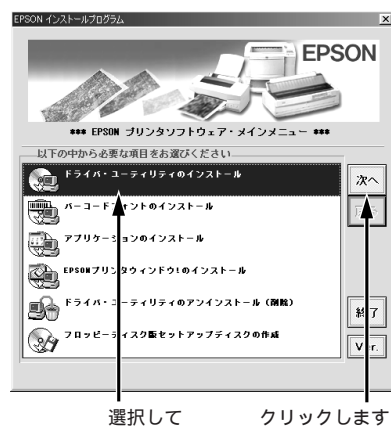 EPSON インストールプログラム
EPSON
*** EPSON プリンタソフトウェア・メインメニュー ***
以下の中から必要な項目をお選びください
ドライバ・ユーティリティのインストール
次へ
バーコードフォントのインストール
アプリケーションのインストール
EPSONプリンタウィンドウ!のインストール
ドライバ・ユーティリティのアンインストール（削除）
終了
フロッピーディスク版セットアップディスクの作成
Ver.
選択して
クリックします